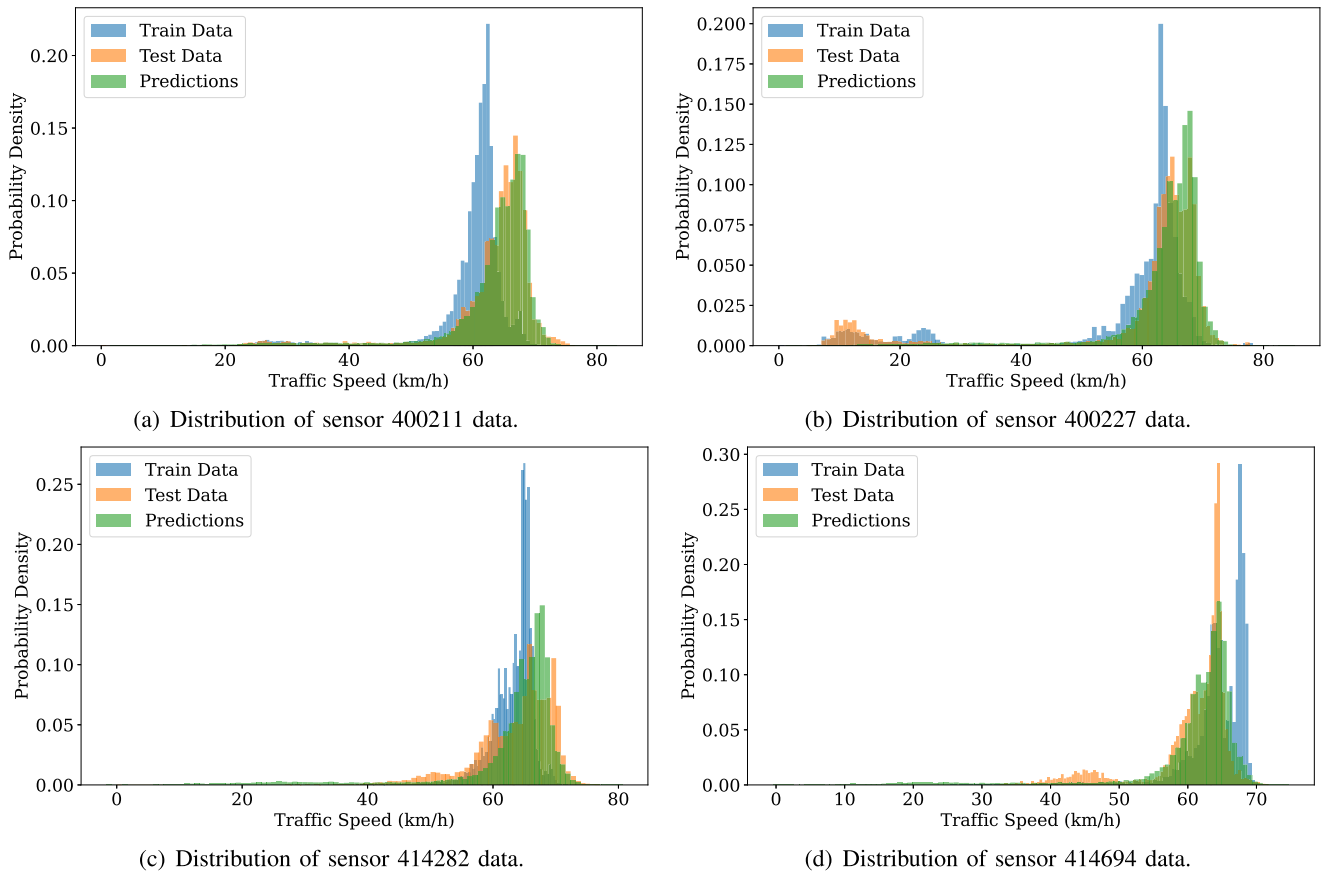 Train Data
Test Data
Predictions
Probability Density
0.20
0.15
0.10
0.05
0.00
0 20 40 60 80
Traffic Speed (km/h)
(a) Distribution of sensor 400211 data.
Train Data
Test Data
Predictions
Probability Density
0.200
0.175
0.150
0.125
0.100
0.075
0.050
0.025
0.000
0 20 40 60 80
Traffic Speed (km/h)
(b) Distribution of sensor 400227 data.
Train Data
Test Data
Predictions
Probability Density
0.25
0.20
0.15
0.10
0.05
0.00
0 20 40 60 80
Traffic Speed (km/h)
(c) Distribution of sensor 414282 data.
Train Data
Test Data
Predictions
Probability Density
0.30
0.25
0.20
0.15
0.10
0.05
0.00
0 10 20 30 40 50 60 70
Traffic Speed (km/h)
(d) Distribution of sensor 414694 data.